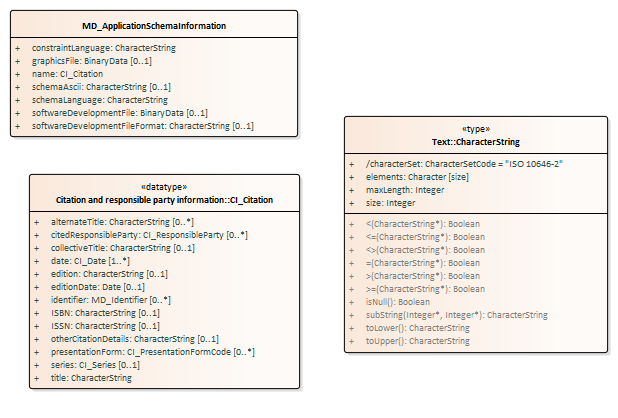 MD_ApplicationSchemaInformation
+ constraintLanguage: CharacterString
+ graphicsFile: BinaryData [0..1]
+ name: CI_Citation
+ schemaAscii: CharacterString [0..1]
+ schemaLanguage: CharacterString
+ softwareDevelopmentFile: BinaryData [0..1]
+ softwareDevelopmentFileFormat: CharacterString [0..1]
«datatype»
Citation and responsible party information::CI_Citation
+ alternateTitle: CharacterString [0..*]
+ citedResponsibleParty: CI_ResponsibleParty [0..*]
+ collectiveTitle: CharacterString [0..1]
+ date: CI_Date [1..*]
+ edition: CharacterString [0..1]
+ editionDate: Date [0..1]
+ identifier: MD_Identifier [0..*]
+ ISBN: CharacterString [0..1]
+ ISSN: CharacterString [0..1]
+ otherCitationDetails: CharacterString [0..1]
+ presentationForm: CI_PresentationFormCode [0..*]
+ series: CI_Series [0..1]
+ title: CharacterString
«type»
Text::CharacterString
+ /characterSet: CharacterSetCode = "ISO 10646-2"
+ elements: Character [size]
+ maxLength: Integer
+ size: Integer
+ <(CharacterString*): Boolean
+ <=(CharacterString*): Boolean
+ <>(CharacterString*): Boolean
+ =(CharacterString*): Boolean
+ >(CharacterString*): Boolean
+ >=(CharacterString*): Boolean
+ isNull(): Boolean
+ subString(Integer*, Integer*): CharacterString
+ toLower(): CharacterString
+ toUpper(): CharacterString